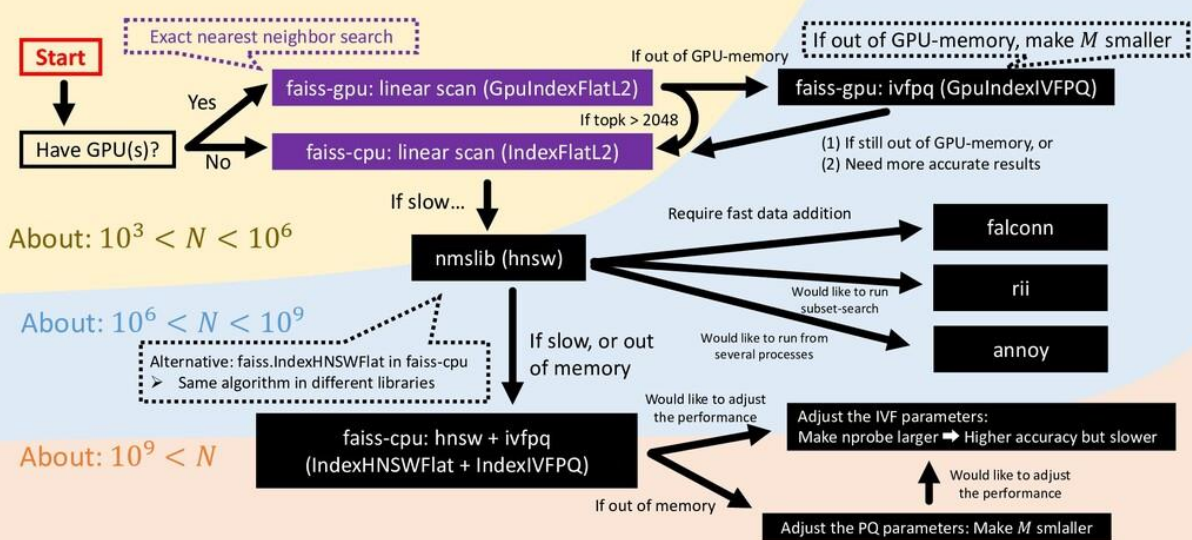 Start
Exact nearest neighbor search
Have GPU(s)?
Yes
No
faiss-gpu: linear scan (GpuIndexFlatL2)
faiss-cpu: linear scan (IndexFlatL2)
If topk > 2048
If out of GPU-memory
If out of GPU-memory, make M smaller
faiss-gpu: ivfpq (GpuIndexIVFPQ)
(1) If still out of GPU-memory, or
(2) Need more accurate results
If slow...
About: 10³ < N < 10⁶
nmslib (hnsw)
Require fast data addition
falconn
Would like to run
subset-search
rii
Would like to run from
several processes
annoy
About: 10⁶ < N < 10⁹
Alternative: faiss.IndexHNSWFlat in faiss-cpu
➢ Same algorithm in different libraries
If slow, or out
of memory
About: 10⁹ < N
faiss-cpu: hnsw + ivfpq
(IndexHNSWFlat + IndexIVFPQ)
Would like to adjust
the performance
Adjust the IVF parameters:
Make nprobe larger ➡ Higher accuracy but slower
Would like to adjust
the performance
If out of memory
Adjust the PQ parameters: Make M smlaller